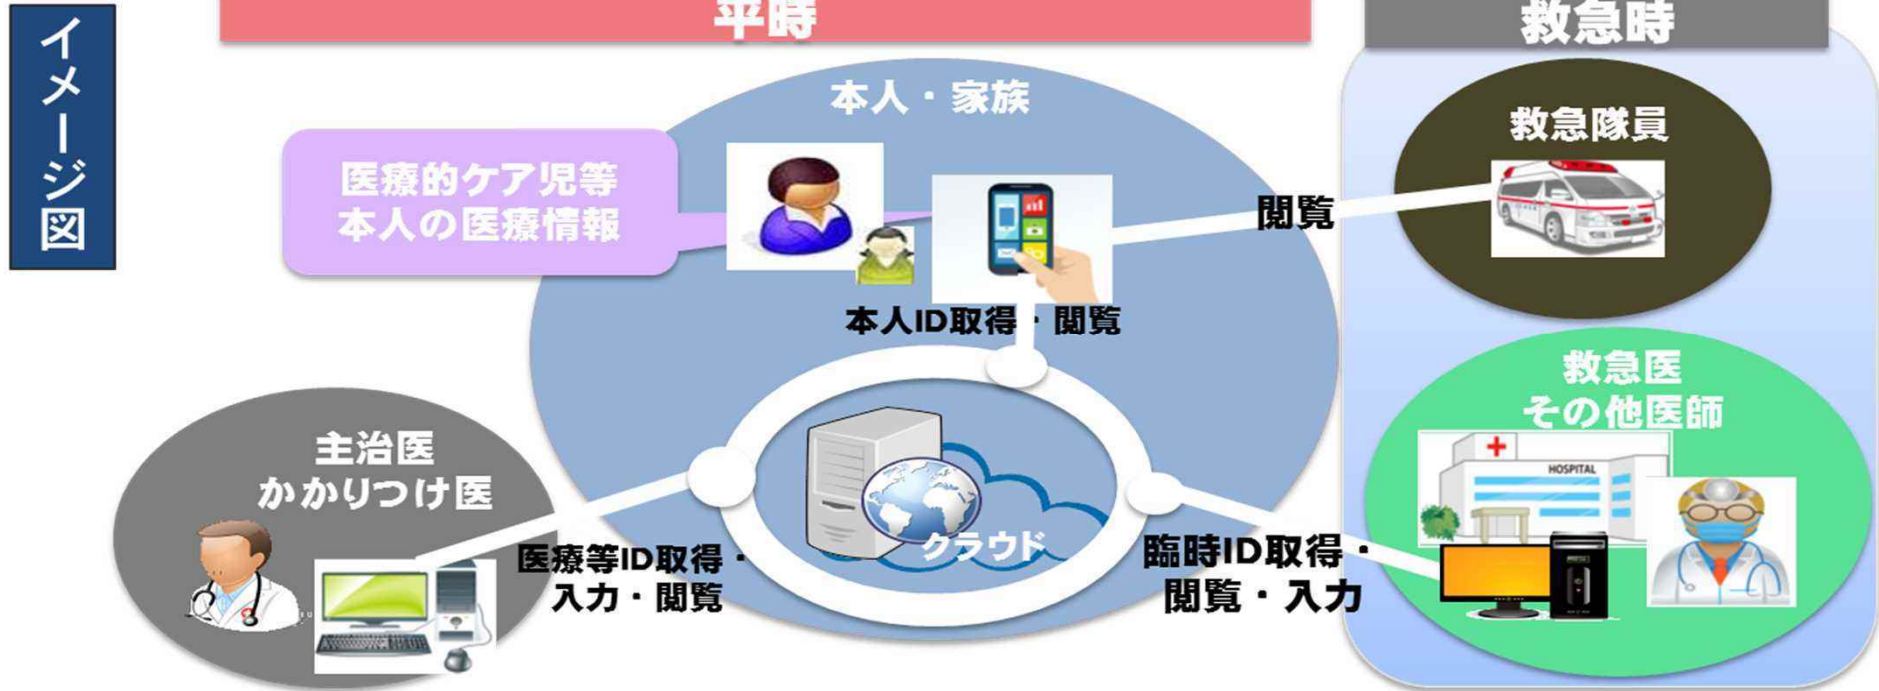 イメージ図
平時
救急時
本人・家族
救急隊員
医療的ケア児等
本人の医療情報
閲覧
本人ID取得・閲覧
救急医
その他医師
主治医
かかりつけ医
HOSPITAL
クラウド
医療等ID取得・
入力・閲覧
臨時ID取得・
閲覧・入力